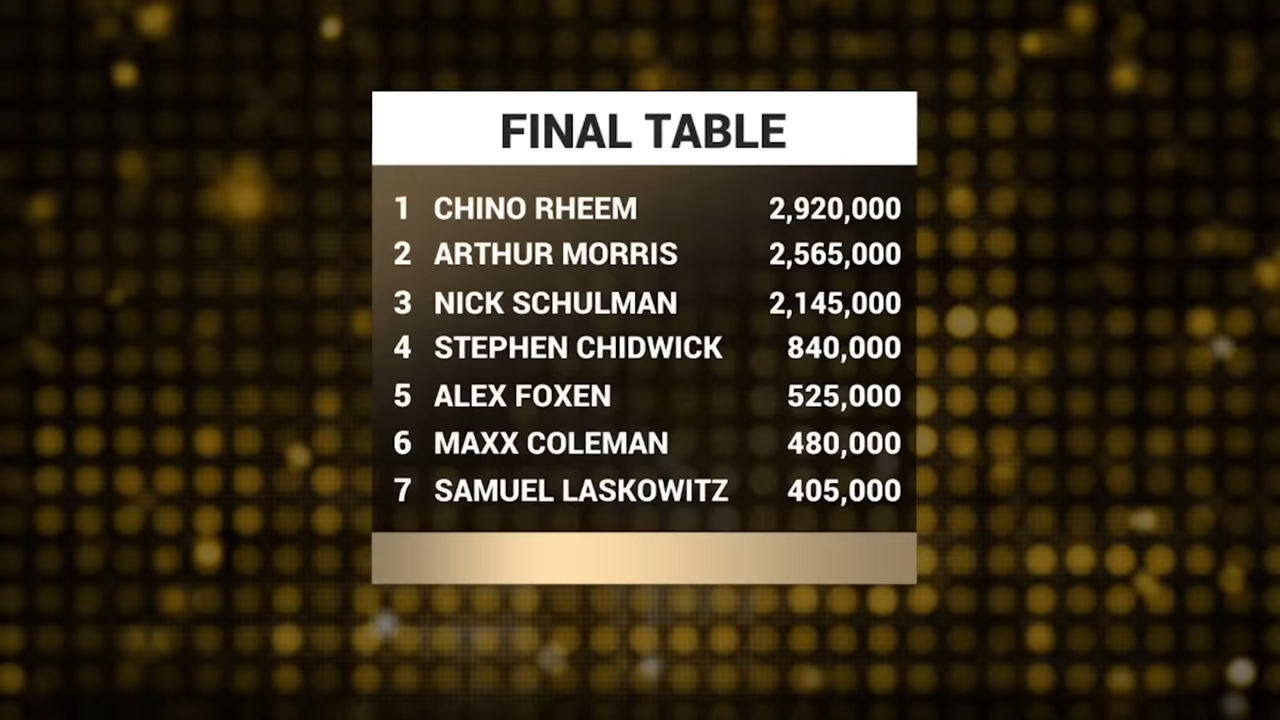 FINAL TABLE
1 CHINO RHEEM 2,920,000
2 ARTHUR MORRIS 2,565,000
3 NICK SCHULMAN 2,145,000
4 STEPHEN CHIDWICK 840,000
5 ALEX FOXEN 525,000
6 MAXX COLEMAN 480,000
7 SAMUEL LASKOWITZ 405,000